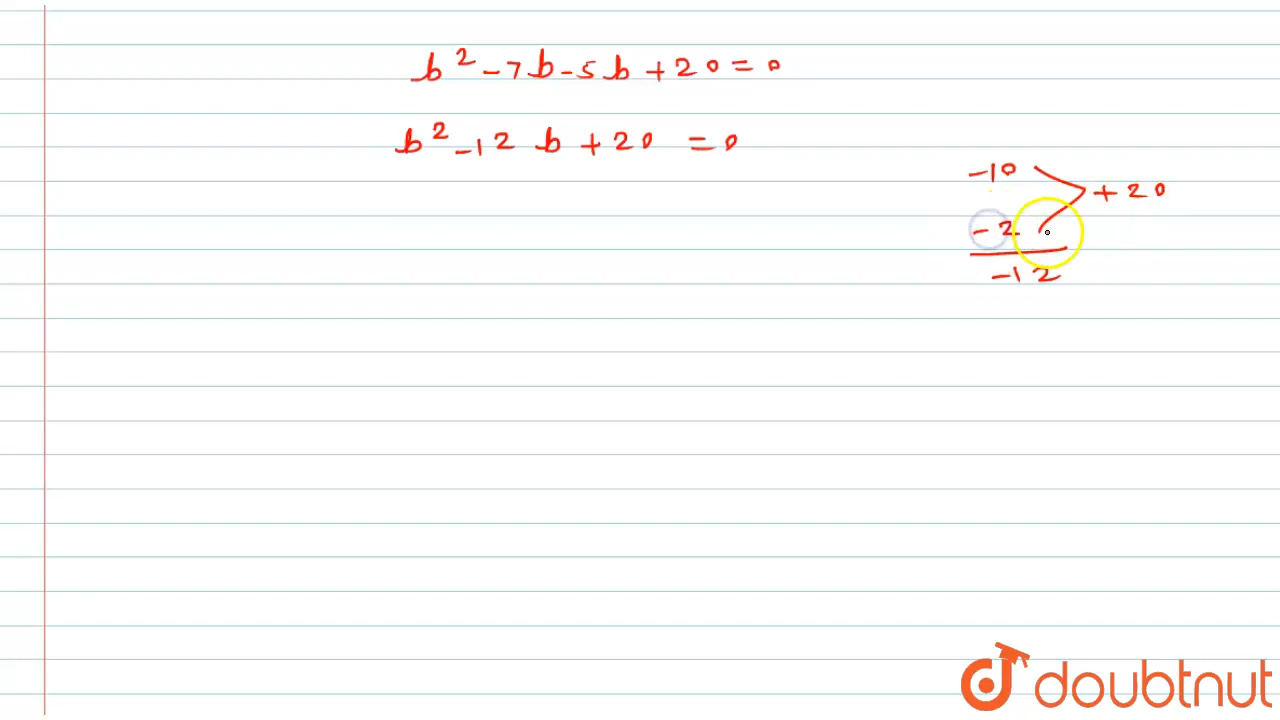 b² - 7b - 5b + 20 = 0
b² - 12b + 20 = 0
-10
+20
-2
-12
doubtnut